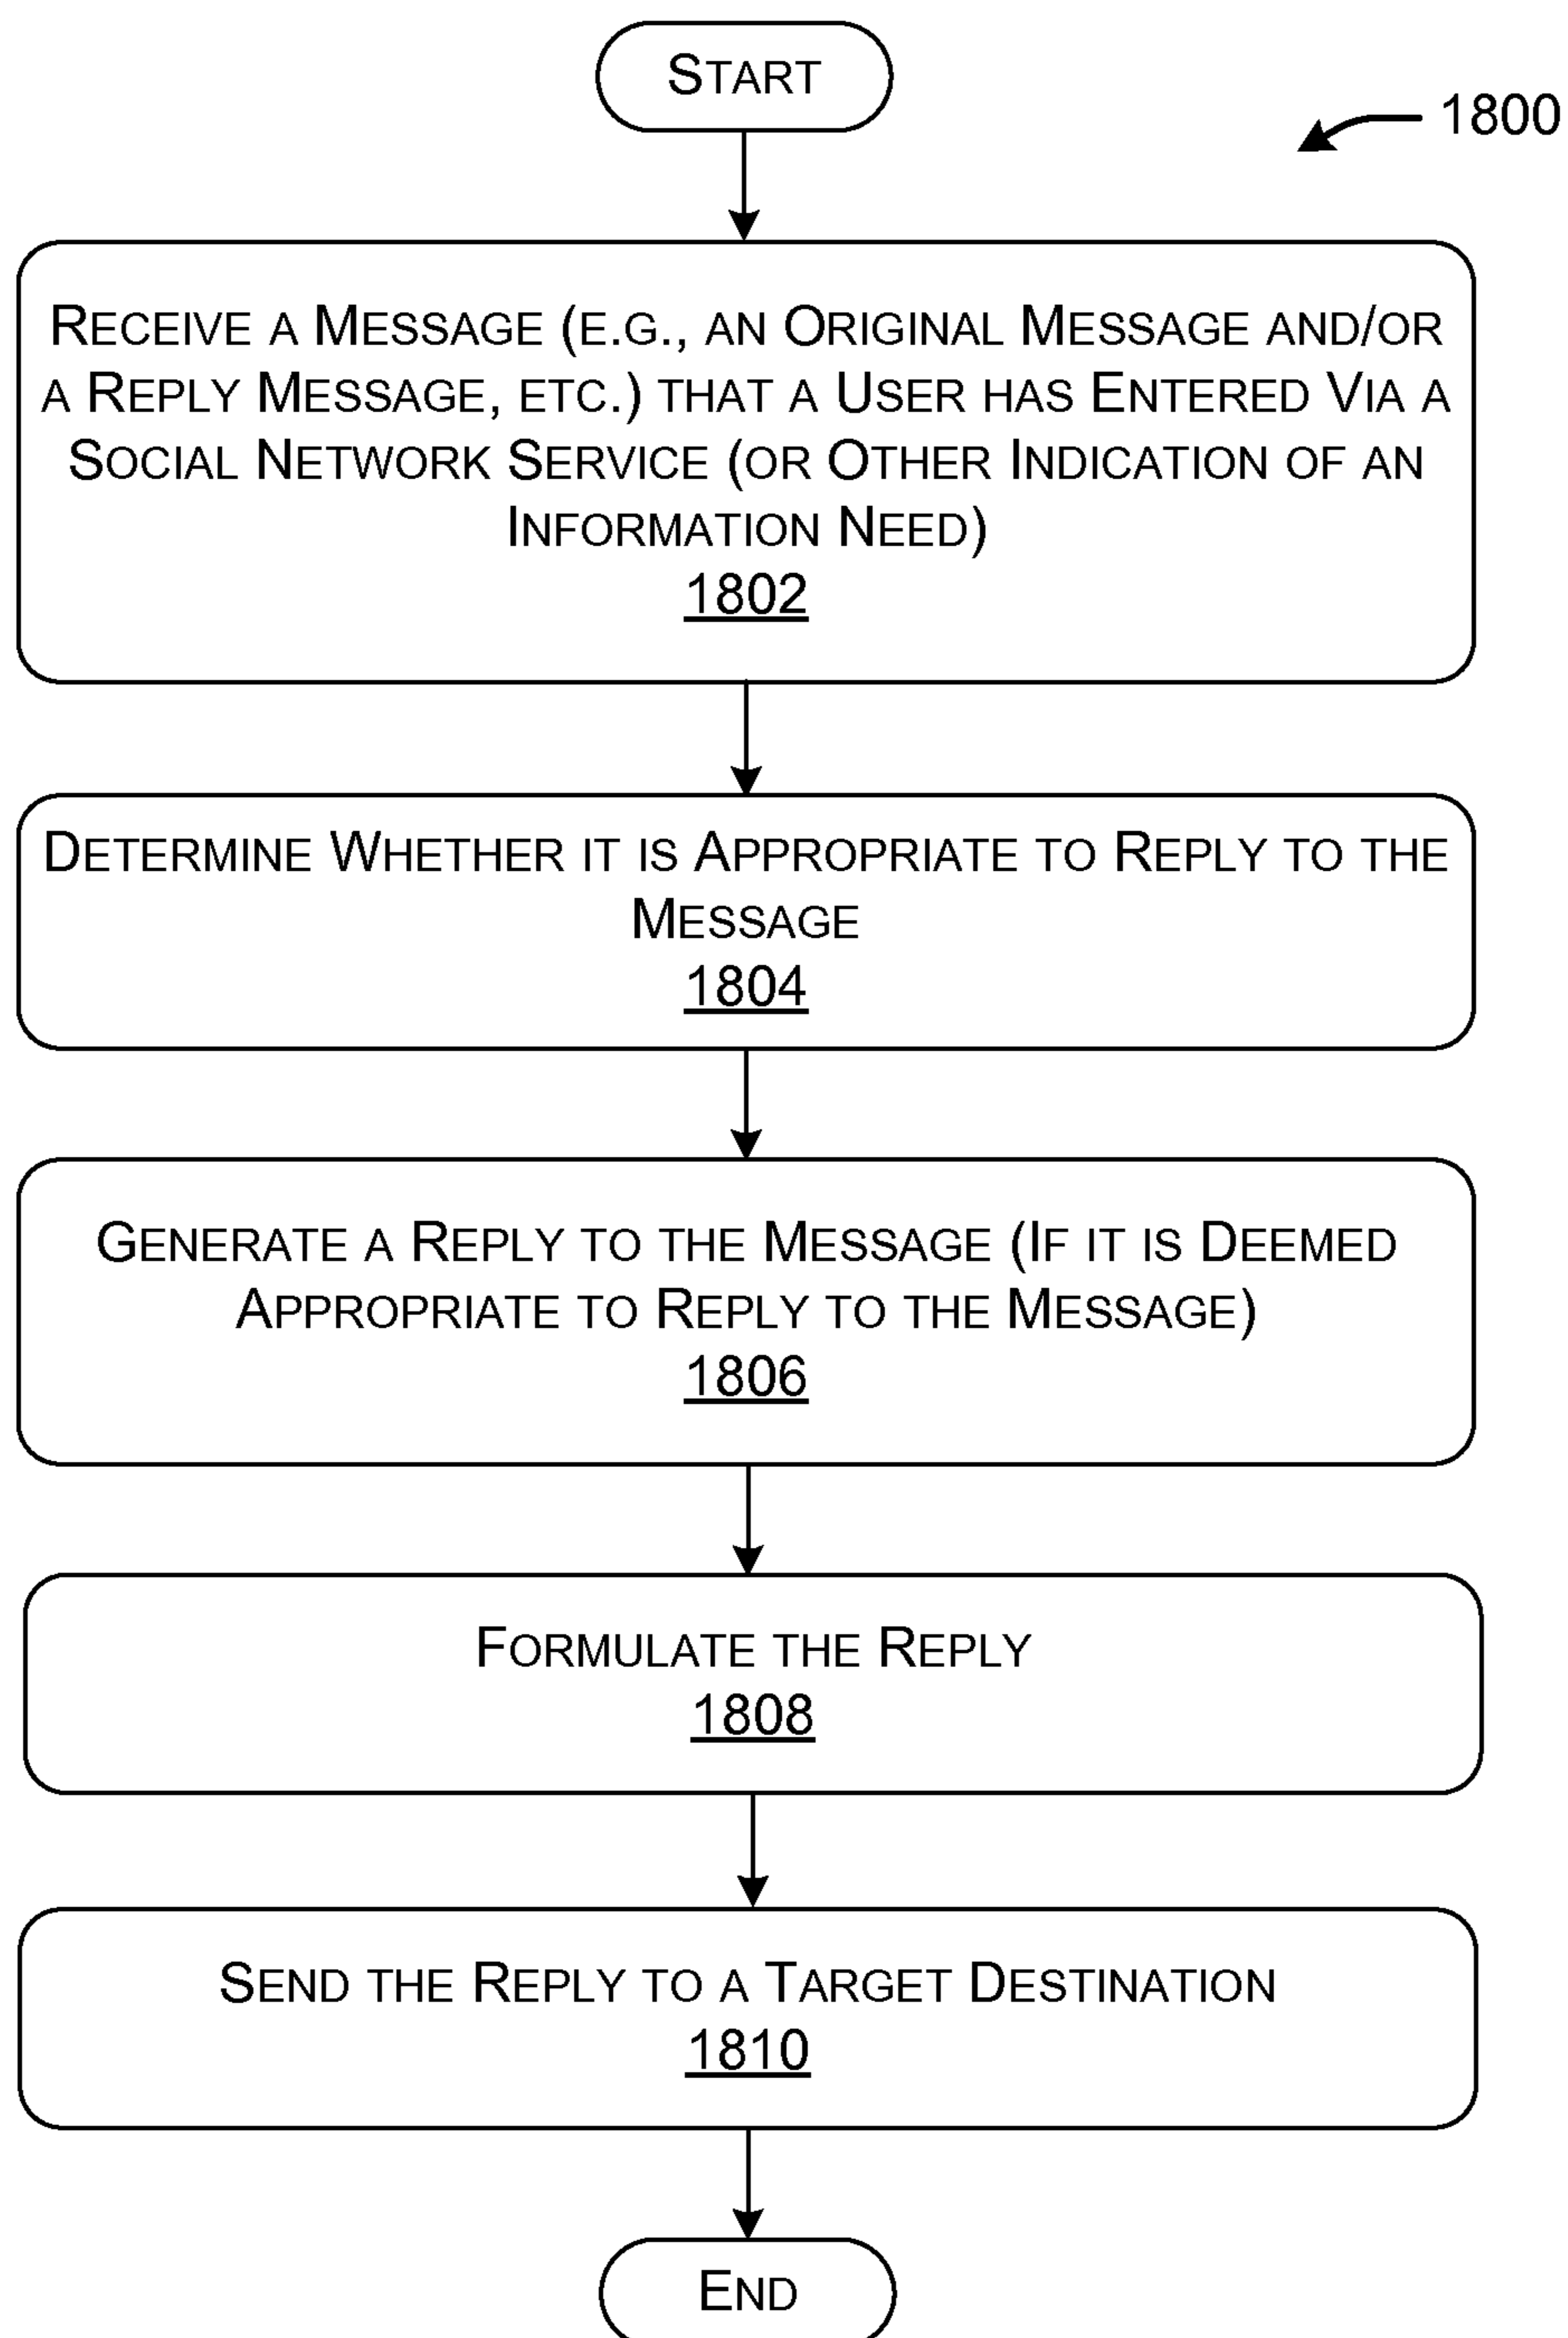 START
1800
RECEIVE A MESSAGE (E.G., AN ORIGINAL MESSAGE AND/OR
A REPLY MESSAGE, ETC.) THAT A USER HAS ENTERED VIA A
SOCIAL NETWORK SERVICE (OR OTHER INDICATION OF AN
INFORMATION NEED)
1802
DETERMINE WHETHER IT IS APPROPRIATE TO REPLY TO THE
MESSAGE
1804
GENERATE A REPLY TO THE MESSAGE (IF IT IS DEEMED
APPROPRIATE TO REPLY TO THE MESSAGE)
1806
FORMULATE THE REPLY
1808
SEND THE REPLY TO A TARGET DESTINATION
1810
END